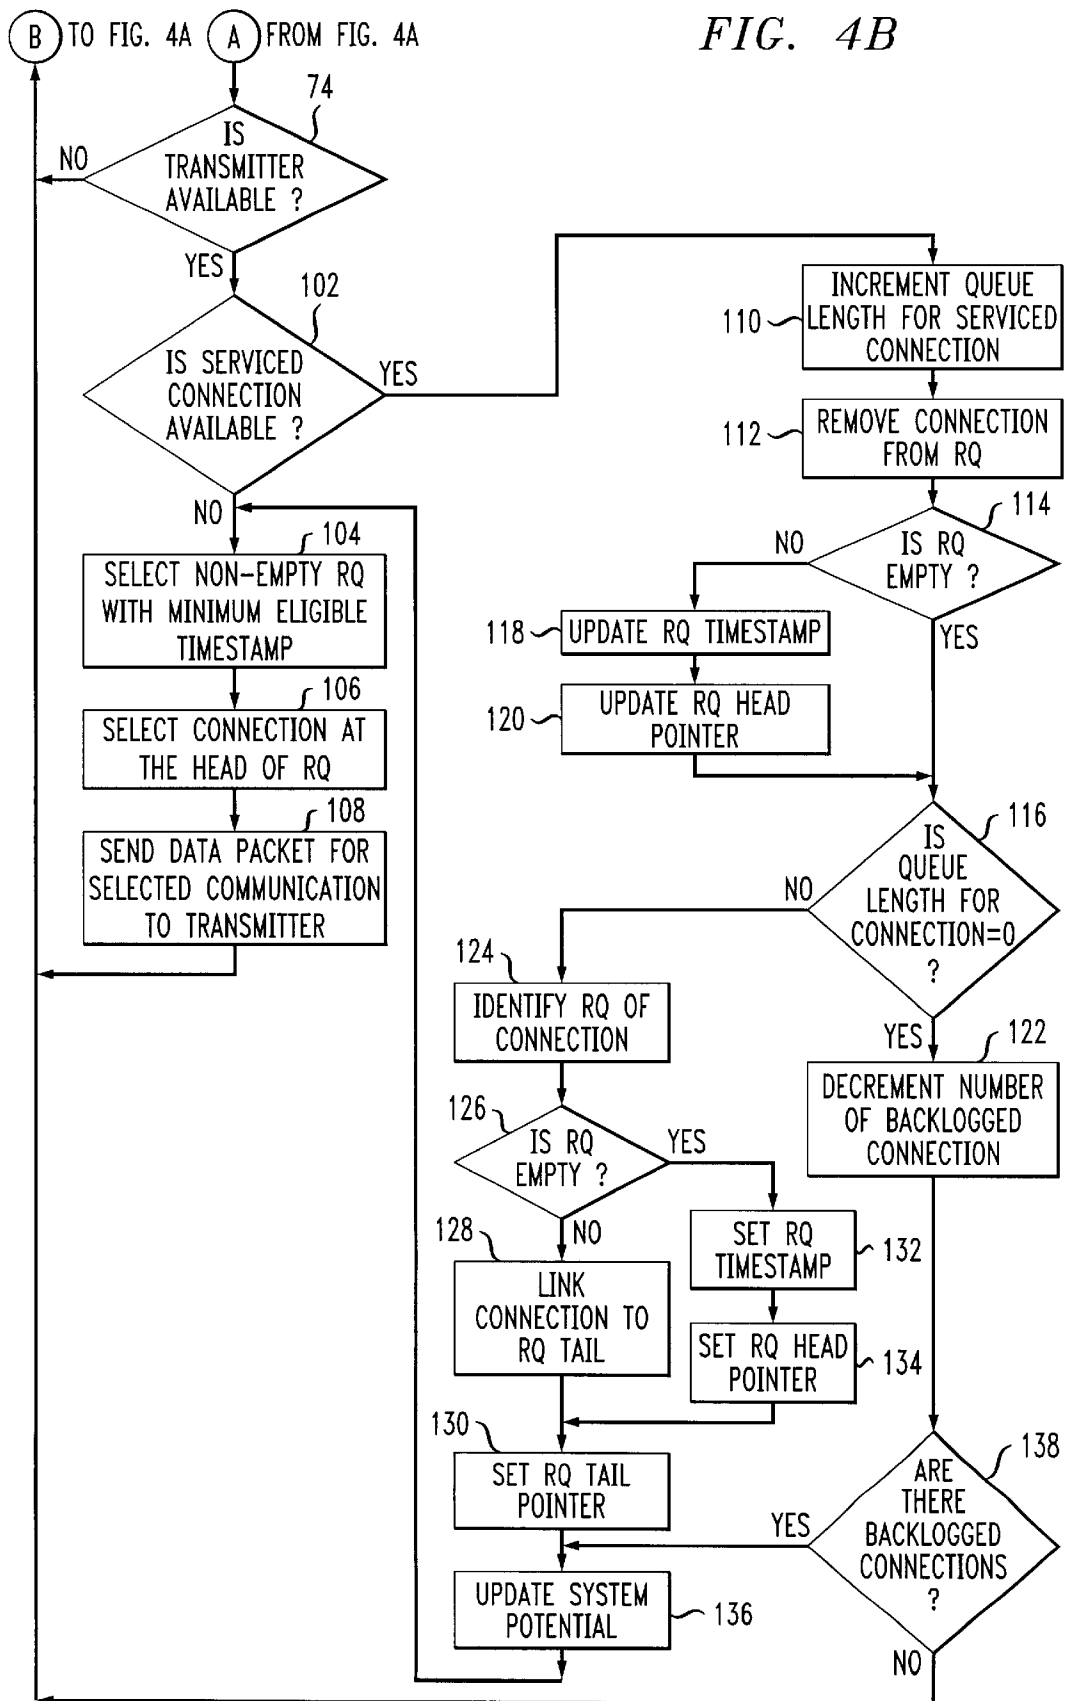 FIG. 4B
B TO FIG. 4A
A FROM FIG. 4A
74
IS
TRANSMITTER
AVAILABLE ?
NO
YES
102
IS SERVICED
CONNECTION
AVAILABLE ?
YES
NO
104
SELECT NON-EMPTY RQ
WITH MINIMUM ELIGIBLE
TIMESTAMP
106
SELECT CONNECTION AT
THE HEAD OF RQ
108
SEND DATA PACKET FOR
SELECTED COMMUNICATION
TO TRANSMITTER
110
INCREMENT QUEUE
LENGTH FOR SERVICED
CONNECTION
112
REMOVE CONNECTION
FROM RQ
114
IS RQ
EMPTY ?
NO
YES
118
UPDATE RQ TIMESTAMP
120
UPDATE RQ HEAD
POINTER
116
IS
QUEUE
LENGTH FOR
CONNECTION=0
?
NO
YES
122
DECREMENT NUMBER
OF BACKLOGGED
CONNECTION
124
IDENTIFY RQ OF
CONNECTION
126
IS RQ
EMPTY ?
YES
NO
128
LINK
CONNECTION TO
RQ TAIL
SET RQ
TIMESTAMP
132
SET RQ HEAD
POINTER
134
130
SET RQ TAIL
POINTER
138
ARE
THERE
BACKLOGGED
CONNECTIONS
?
YES
NO
UPDATE SYSTEM
POTENTIAL
136